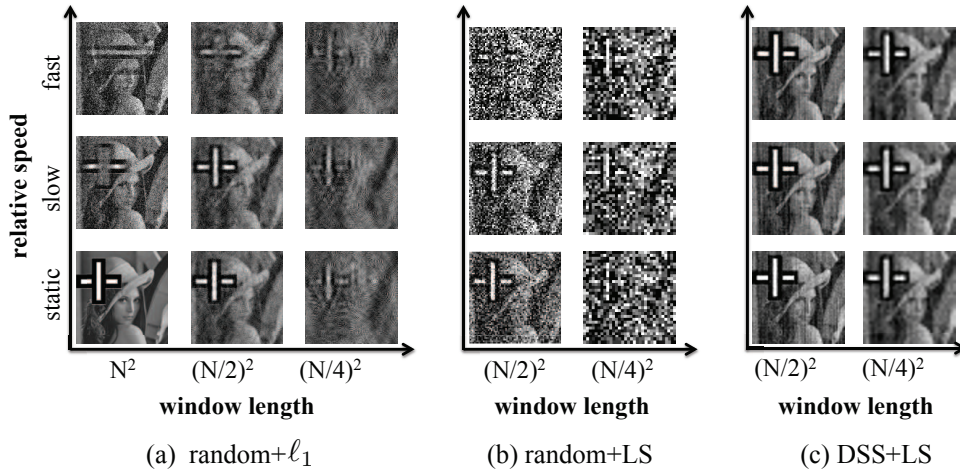 relative speed
fast
slow
static
N²
(N/2)²
(N/4)²
window length
(a) random+ℓ₁
(N/2)²
(N/4)²
window length
(b) random+LS
(N/2)²
(N/4)²
window length
(c) DSS+LS